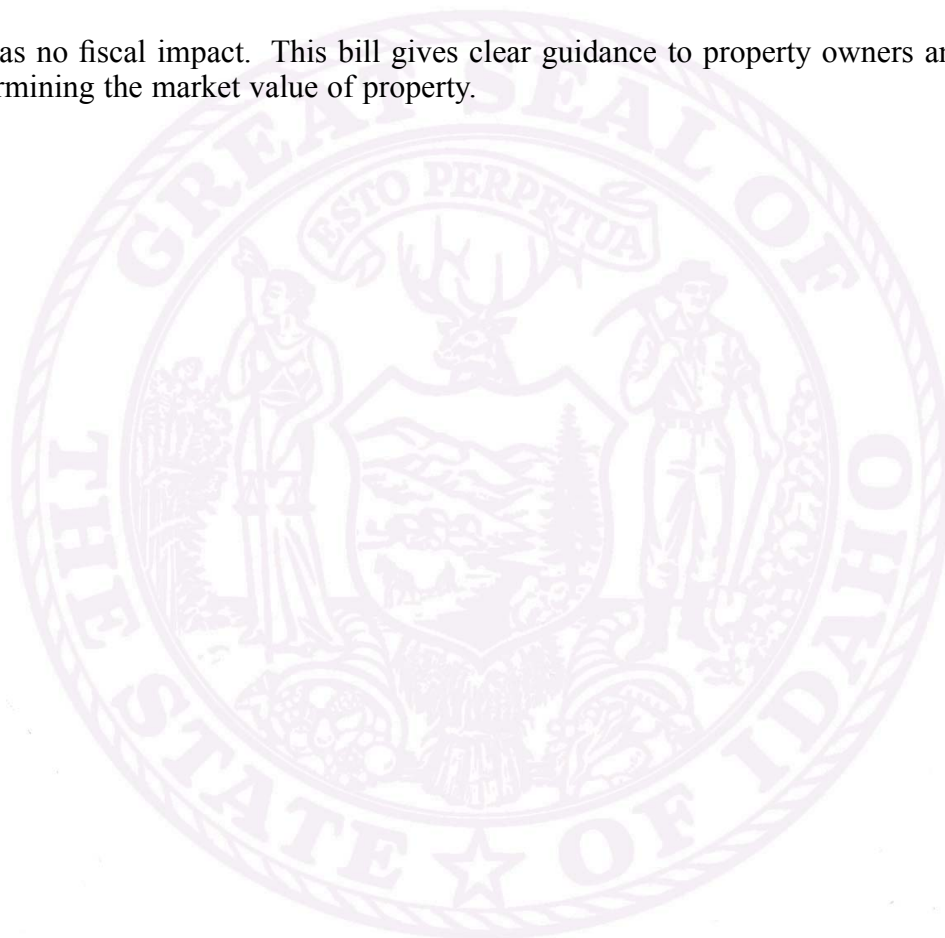 as no fiscal impact. This bill gives clear guidance to property owners an
rmining the market value of property.
GREAT SEAL OF
THE STATE OF IDAHO
ESTO PERPETUA